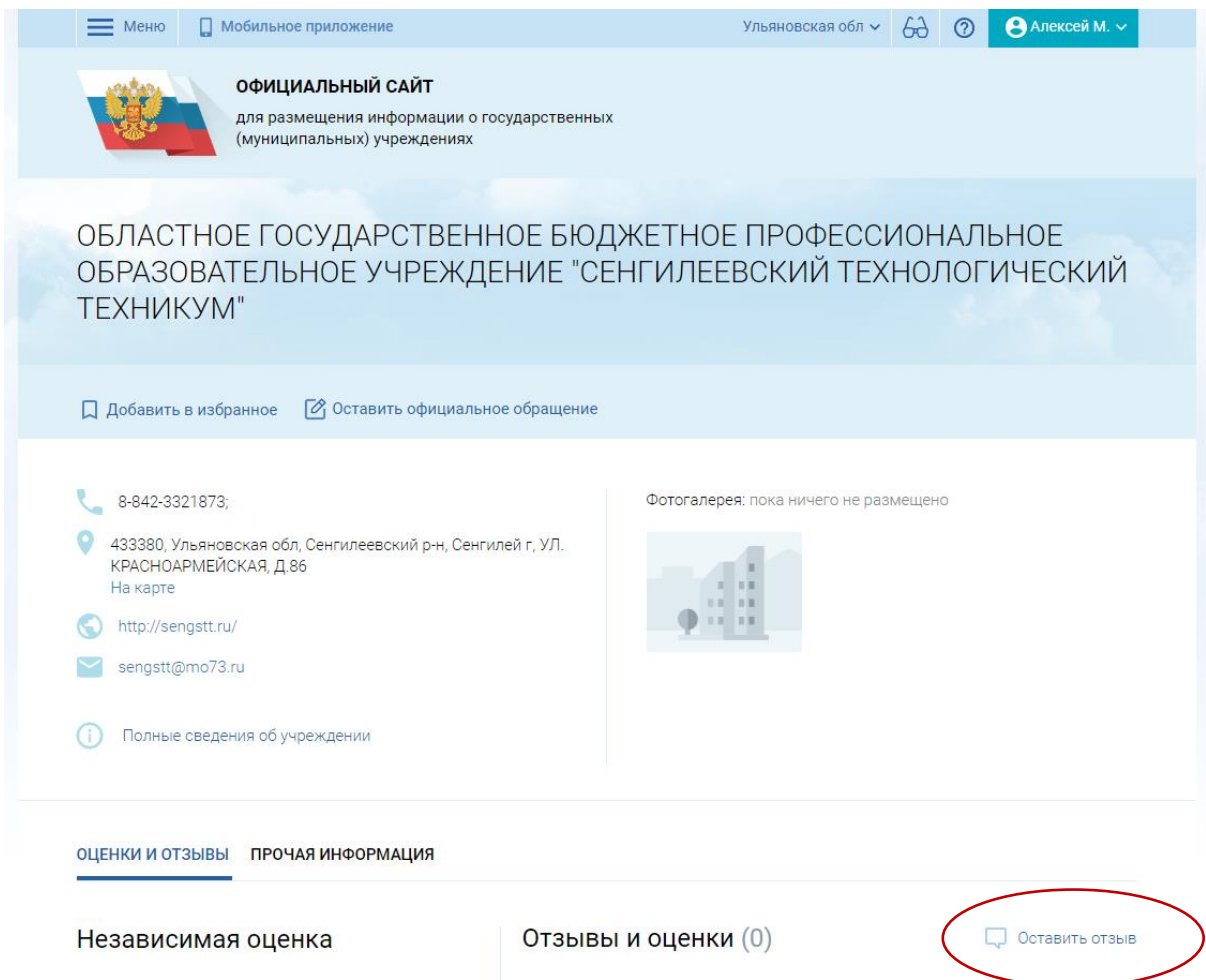 Меню
Мобильное приложение
Ульяновская обл
Алексей М.
ОФИЦИАЛЬНЫЙ САЙТ
для размещения информации о государственных
(муниципальных) учреждениях
ОБЛАСТНОЕ ГОСУДАРСТВЕННОЕ БЮДЖЕТНОЕ ПРОФЕССИОНАЛЬНОЕ
ОБРАЗОВАТЕЛЬНОЕ УЧРЕЖДЕНИЕ "СЕНГИЛЕЕВСКИЙ ТЕХНОЛОГИЧЕСКИЙ
ТЕХНИКУМ"
Добавить в избранное
Оставить официальное обращение
8-842-3321873;
433380, Ульяновская обл, Сенгилеевский р-н, Сенгилей г, УЛ.
КРАСНОАРМЕЙСКАЯ, Д.86
На карте
http://sengstt.ru/
sengstt@mo73.ru
Полные сведения об учреждении
Фотогалерея: пока ничего не размещено
ОЦЕНКИ И ОТЗЫВЫ
ПРОЧАЯ ИНФОРМАЦИЯ
Независимая оценка
Отзывы и оценки (0)
Оставить отзыв